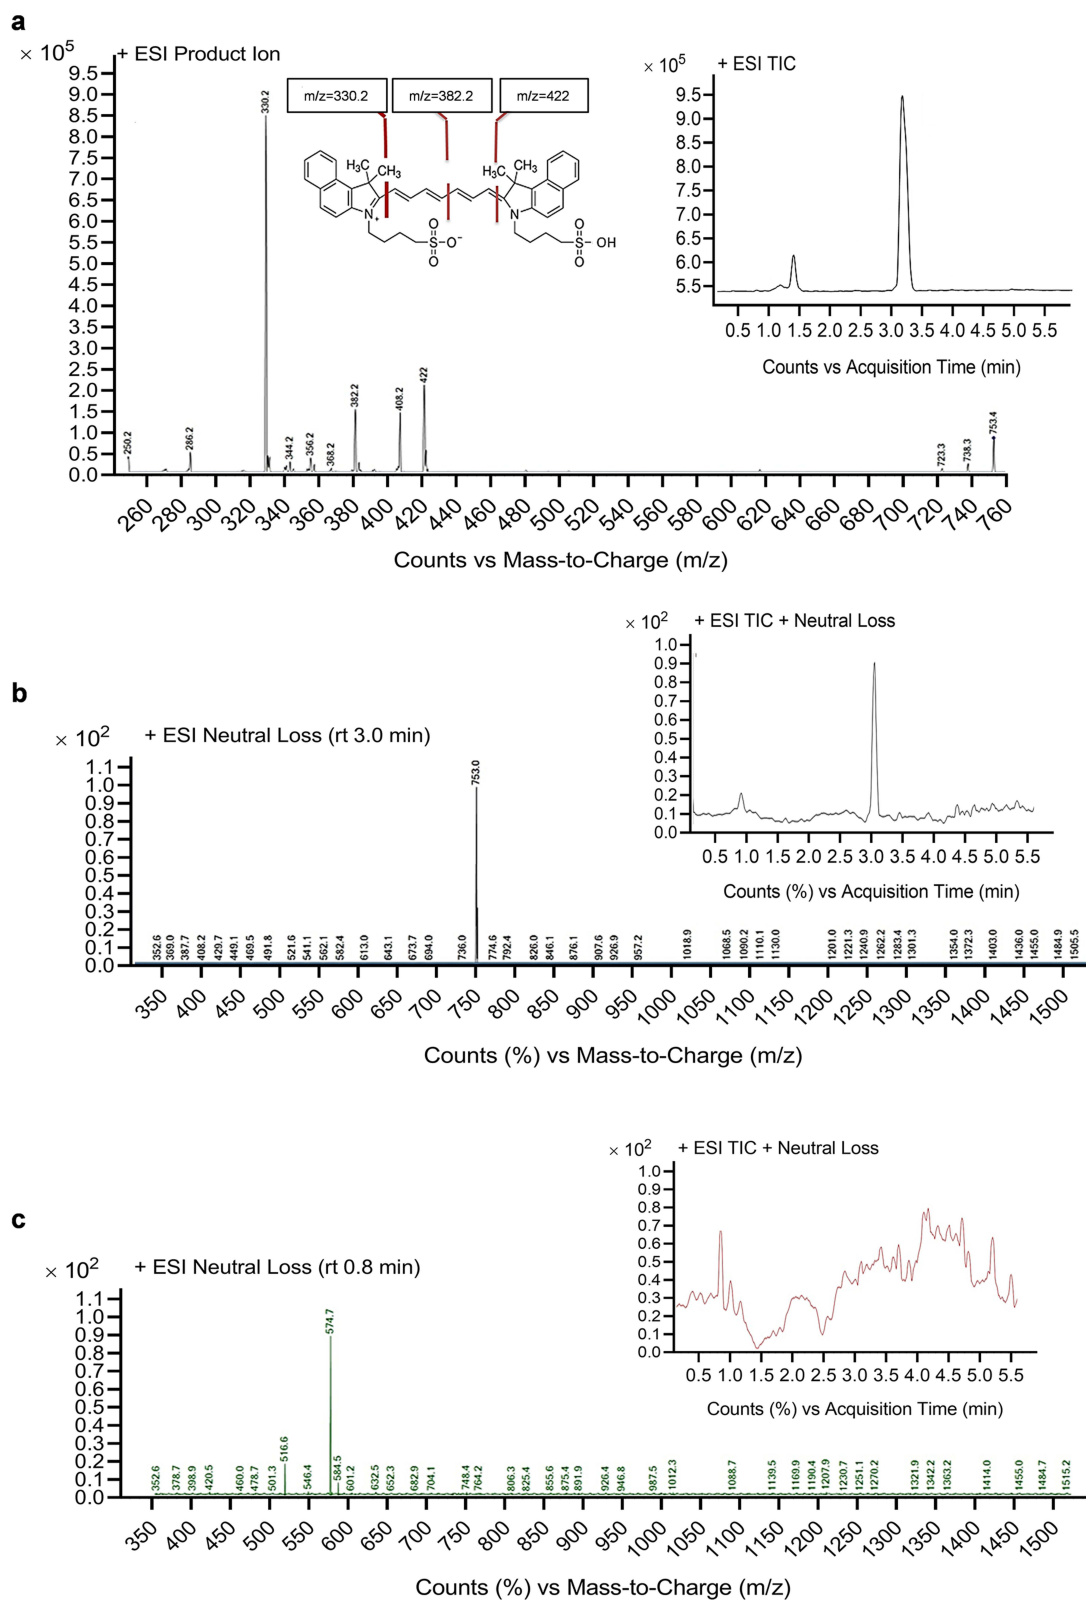 a
× 10⁵
+ ESI Product Ion
9.5
9.0
8.5
8.0
7.5
7.0
6.5
6.0
5.5
5.0
4.5
4.0
3.5
3.0
2.5
2.0
1.5
1.0
0.5
0.0
250.2
286.2
330.2
344.2
356.2
368.2
382.2
408.2
422
723.3
738.3
753.4
m/z=330.2
m/z=382.2
m/z=422
H₃C CH₃
H₃C CH₃
N⁺
N
O
S
O⁻
O
O
S
OH
O
260 280 300 320 340 360 380 400 420 440 460 480 500 520 540 560 580 600 620 640 660 680 700 720 740 760
Counts vs Mass-to-Charge (m/z)
× 10⁵
+ ESI TIC
9.5
9.0
8.5
8.0
7.5
7.0
6.5
6.0
5.5
0.5 1.0 1.5 2.0 2.5 3.0 3.5 4.0 4.5 5.0 5.5
Counts vs Acquisition Time (min)
b
× 10²
+ ESI Neutral Loss (rt 3.0 min)
1.1
1.0
0.9
0.8
0.7
0.6
0.5
0.4
0.3
0.2
0.1
0.0
352.6 369.0 387.7 408.2 429.7 449.1 469.5 491.8 521.6 541.1 562.1 582.4 613.0 643.1 673.7 694.0 736.0 753.0 774.6 792.4 826.0 846.1 876.1 907.6 926.9 957.2 1018.9 1068.5 1090.2 1110.1 1130.0 1201.0 1221.3 1240.9 1262.2 1283.4 1301.3 1354.0 1372.3 1403.0 1436.0 1455.0 1484.9 1505.5
350 400 450 500 550 600 650 700 750 800 850 900 950 1000 1050 1100 1150 1200 1250 1300 1350 1400 1450 1500
Counts (%) vs Mass-to-Charge (m/z)
× 10²
+ ESI TIC + Neutral Loss
1.0
0.9
0.8
0.7
0.6
0.5
0.4
0.3
0.2
0.1
0.0
0.5 1.0 1.5 2.0 2.5 3.0 3.5 4.0 4.5 5.0 5.5
Counts (%) vs Acquisition Time (min)
c
× 10²
+ ESI Neutral Loss (rt 0.8 min)
1.1
1.0
0.9
0.8
0.7
0.6
0.5
0.4
0.3
0.2
0.1
0.0
352.6 378.7 398.9 420.5 460.0 478.7 501.3 516.6 546.4 574.7 584.5 601.2 632.5 652.3 682.9 704.1 748.4 764.2 806.3 825.4 855.6 875.4 891.9 926.4 946.8 987.5 1012.3 1088.7 1139.5 1169.9 1190.4 1207.9 1230.7 1251.1 1270.2 1321.9 1342.2 1363.2 1414.0 1455.0 1484.7 1515.2
350 400 450 500 550 600 650 700 750 800 850 900 950 1000 1050 1100 1150 1200 1250 1300 1350 1400 1450 1500
Counts (%) vs Mass-to-Charge (m/z)
× 10²
+ ESI TIC + Neutral Loss
1.0
0.9
0.8
0.7
0.6
0.5
0.4
0.3
0.2
0.1
0.0
0.5 1.0 1.5 2.0 2.5 3.0 3.5 4.0 4.5 5.0 5.5
Counts (%) vs Acquisition Time (min)